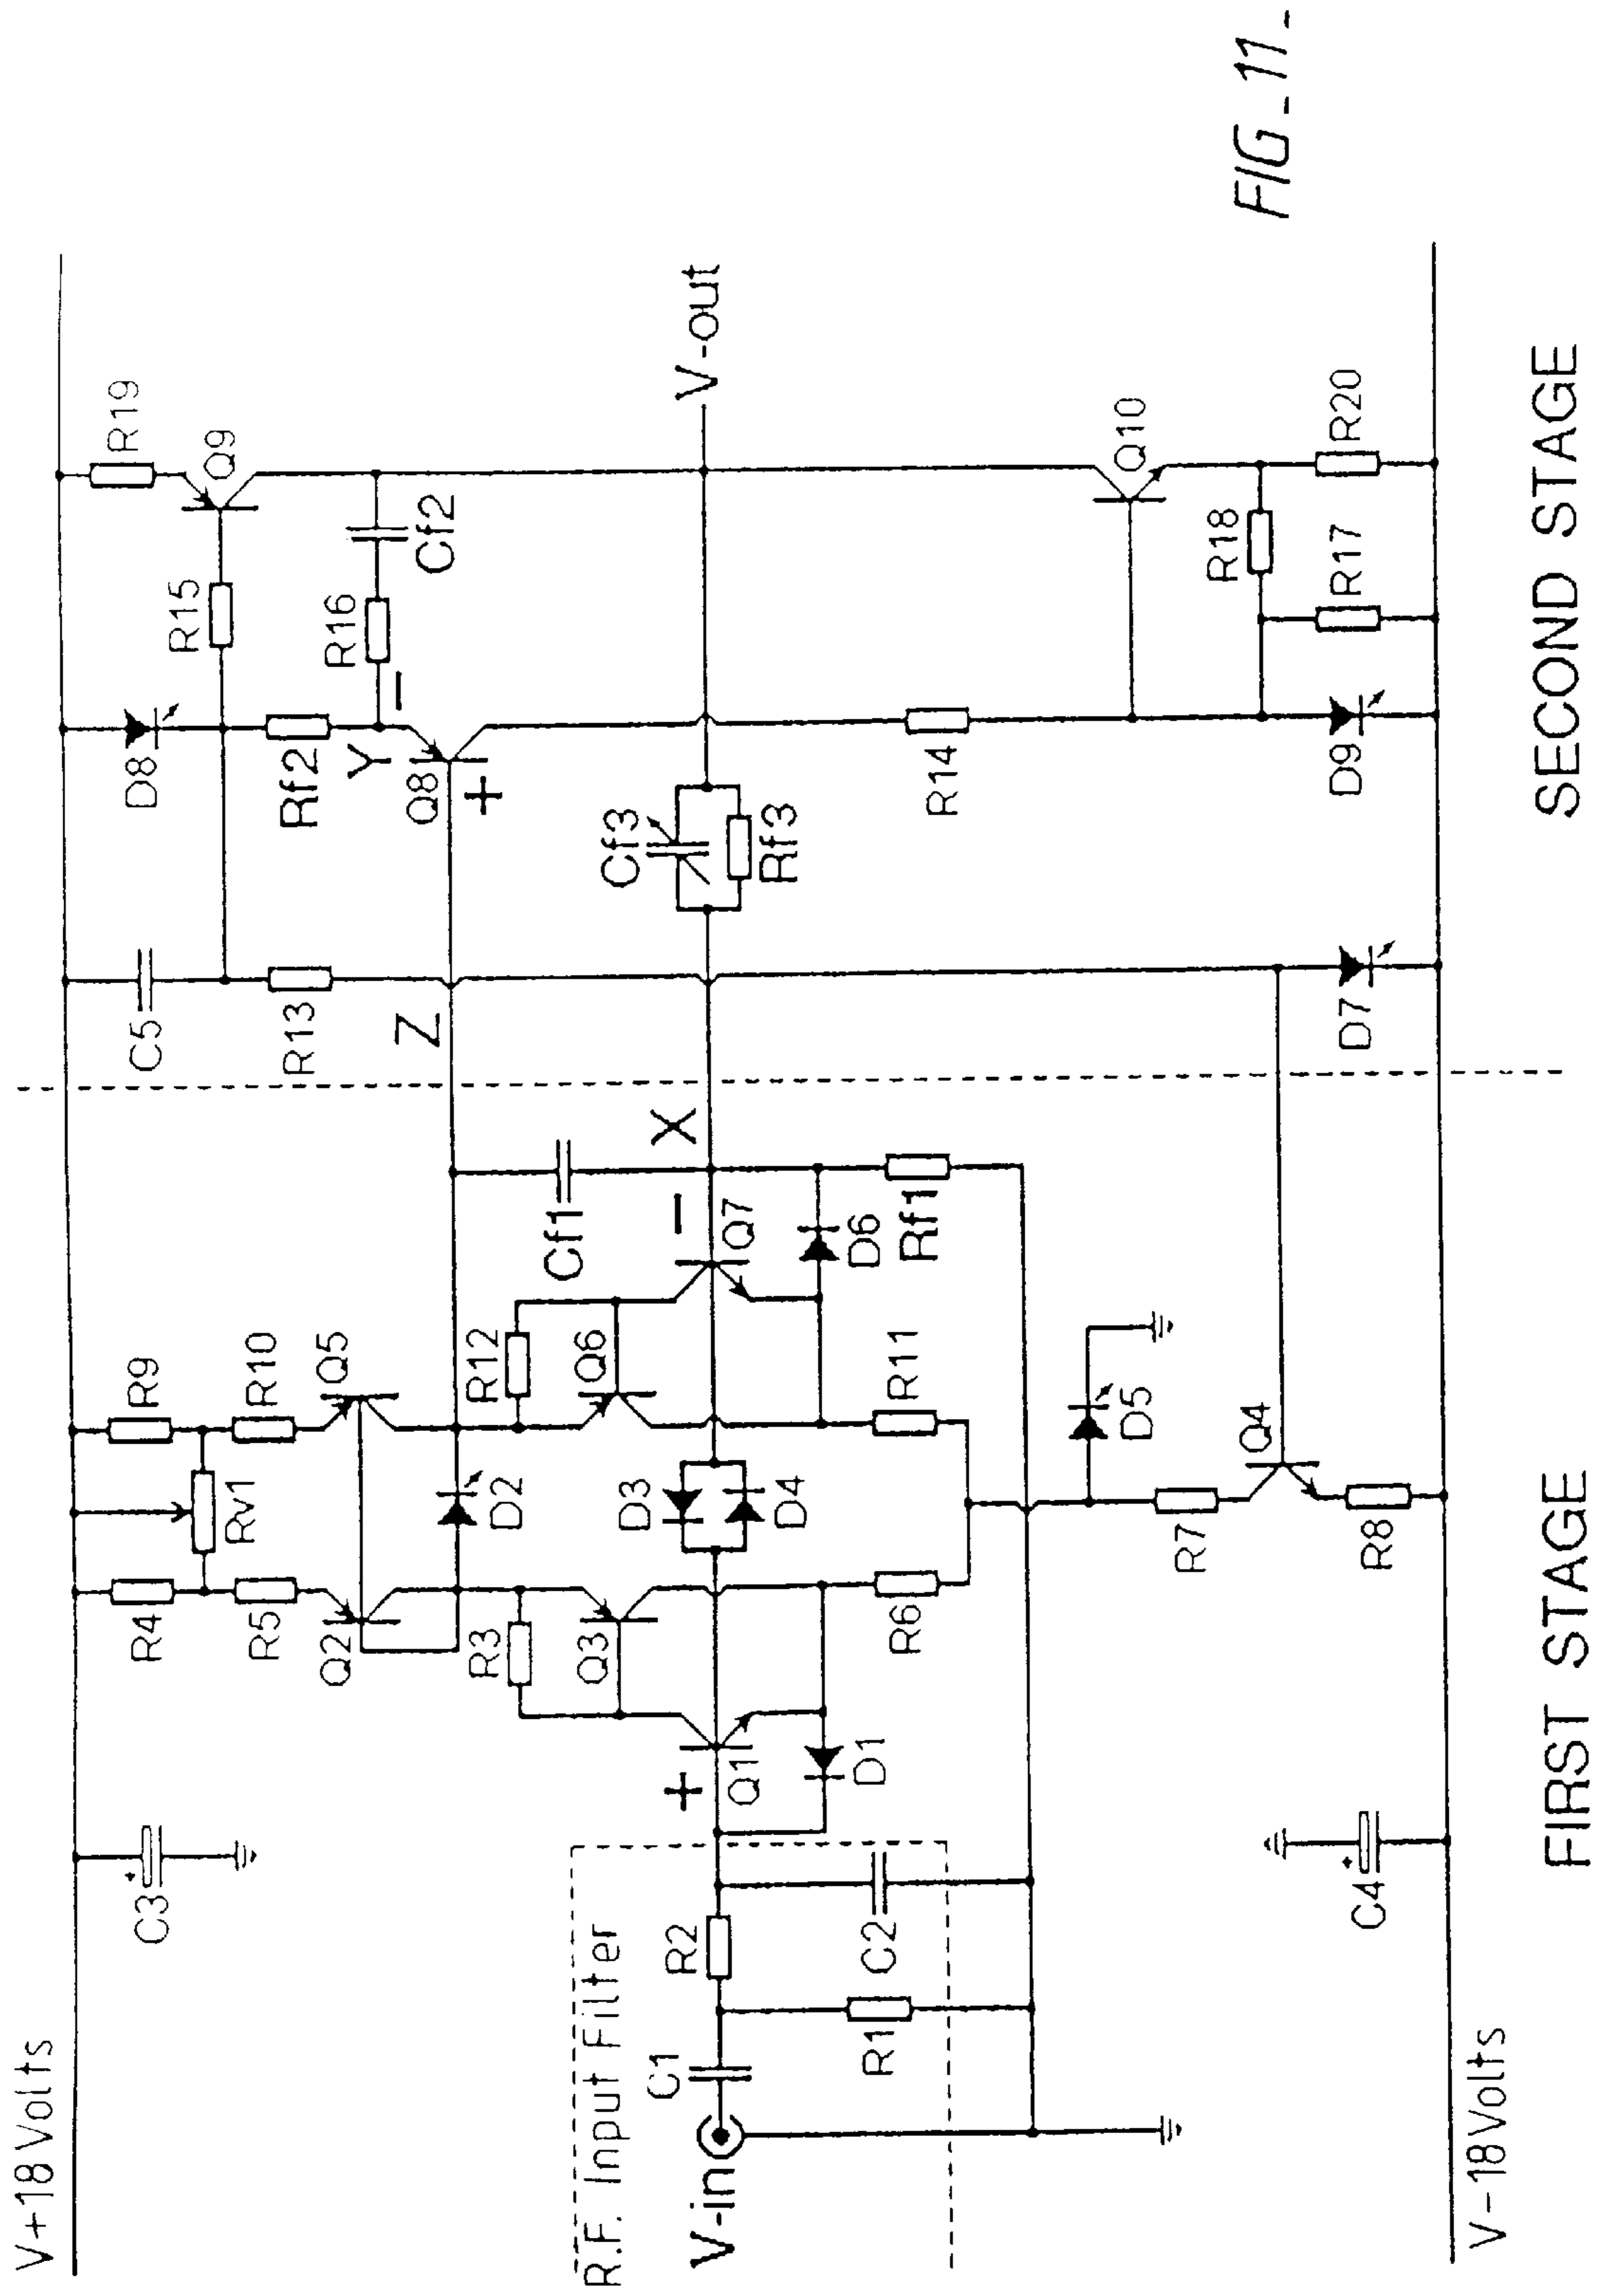 V+18 Volts
C3
R4
R9
R19
D8
C5
R5
Rv1
R10
Q9
R15
Q2
Q5
R13
Rf2
R16
Cf2
Y
−
Z
Q8
+
R3
D2
R12
Q3
Q6
Cf1
R.F. Input Filter
C1
R2
+
D3
−
X
Cf3
V-out
V-in
Q1
D4
Q7
Rf3
R1
C2
D1
R6
R11
D6
Rf1
R14
D5
Q10
R7
Q4
R18
C4
R8
D7
D9
R17
R20
V−18Volts
FIRST STAGE
SECOND STAGE
FIG_11_